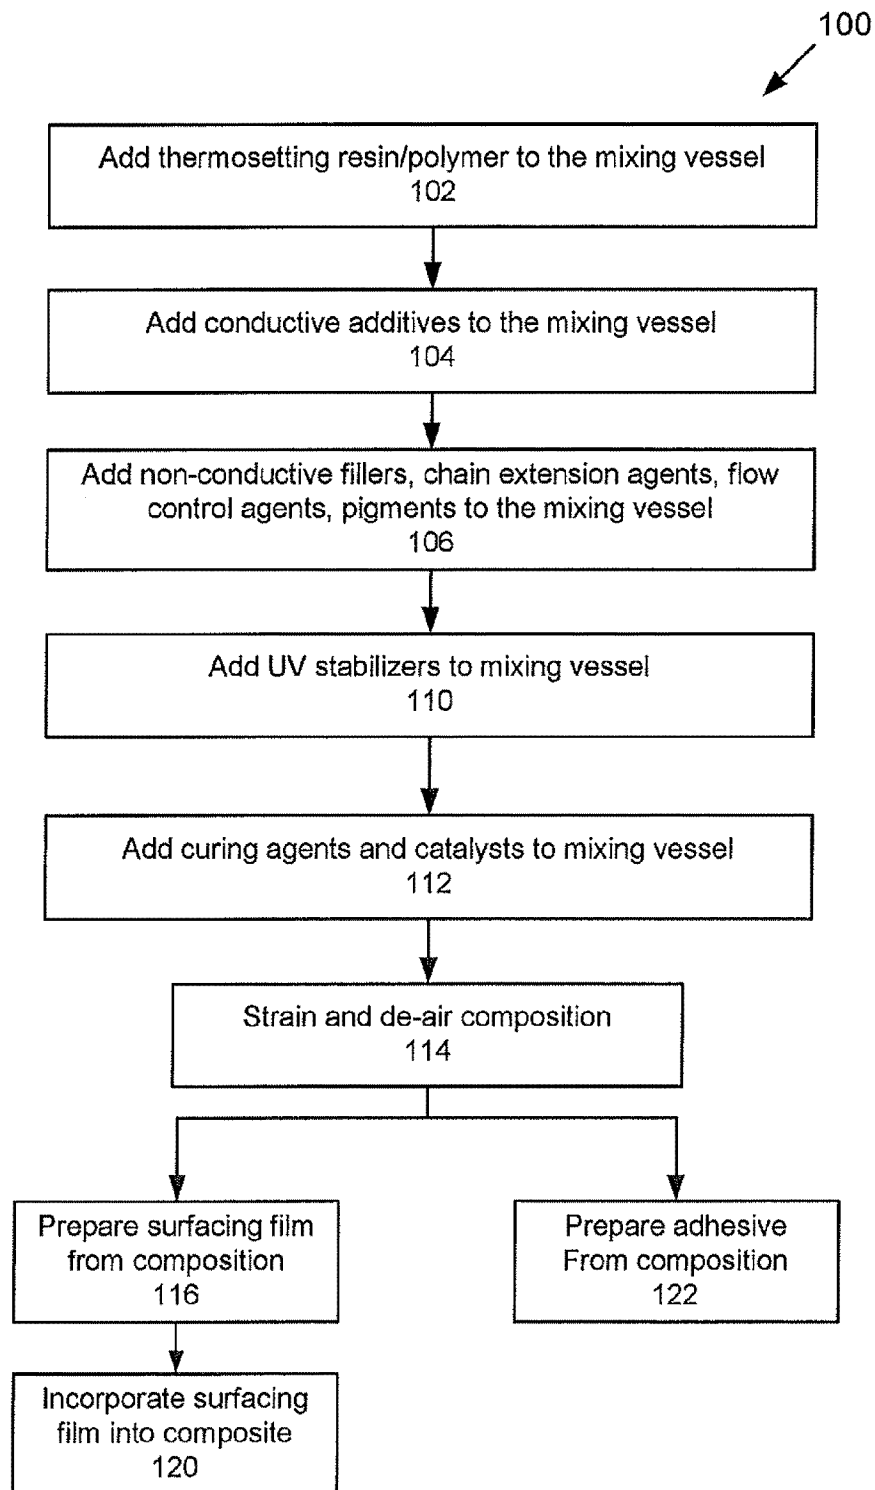 100
Add thermosetting resin/polymer to the mixing vessel
102
Add conductive additives to the mixing vessel
104
Add non-conductive fillers, chain extension agents, flow
control agents, pigments to the mixing vessel
106
Add UV stabilizers to mixing vessel
110
Add curing agents and catalysts to mixing vessel
112
Strain and de-air composition
114
Prepare surfacing film
from composition
116
Prepare adhesive
From composition
122
Incorporate surfacing
film into composite
120